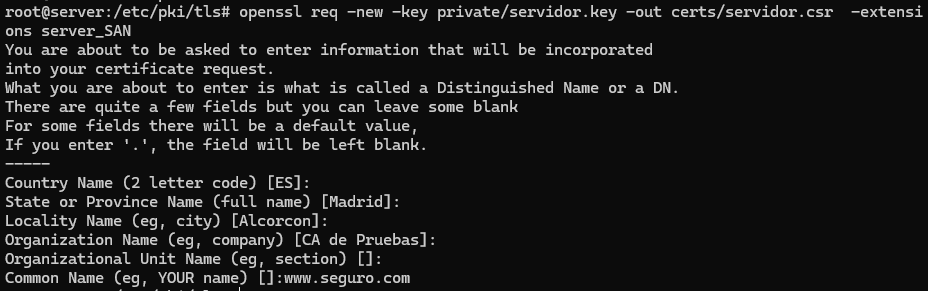 root@server:/etc/pki/tls# openssl req -new -key private/servidor.key -out certs/servidor.csr  -extensi
ons server_SAN
You are about to be asked to enter information that will be incorporated
into your certificate request.
What you are about to enter is what is called a Distinguished Name or a DN.
There are quite a few fields but you can leave some blank
For some fields there will be a default value,
If you enter '.', the field will be left blank.
-----
Country Name (2 letter code) [ES]:
State or Province Name (full name) [Madrid]:
Locality Name (eg, city) [Alcorcon]:
Organization Name (eg, company) [CA de Pruebas]:
Organizational Unit Name (eg, section) []:
Common Name (eg, YOUR name) []:www.seguro.com